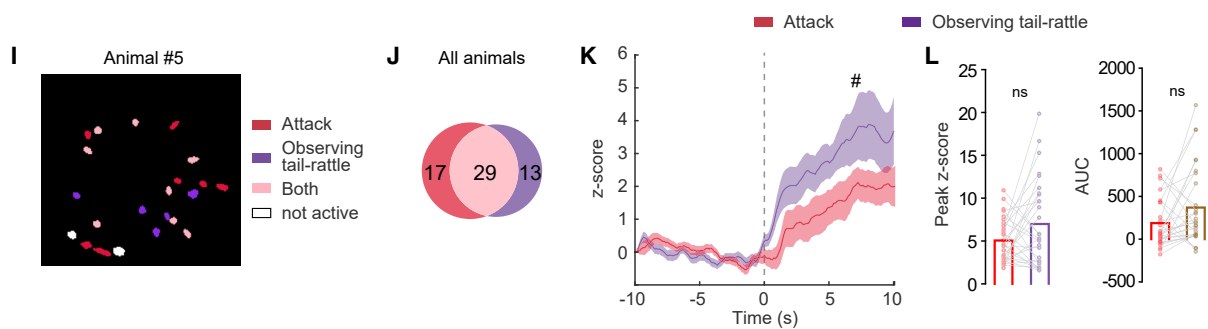 Attack
Observing tail-rattle
I
Animal #5
Attack
Observing
tail-rattle
Both
not active
J
All animals
17
29
13
K
z-score
6
5
4
3
2
1
0
-10
-5
0
5
10
Time (s)
#
L
Peak z-score
25
20
15
10
5
0
ns
AUC
2000
1500
1000
500
0
-500
ns